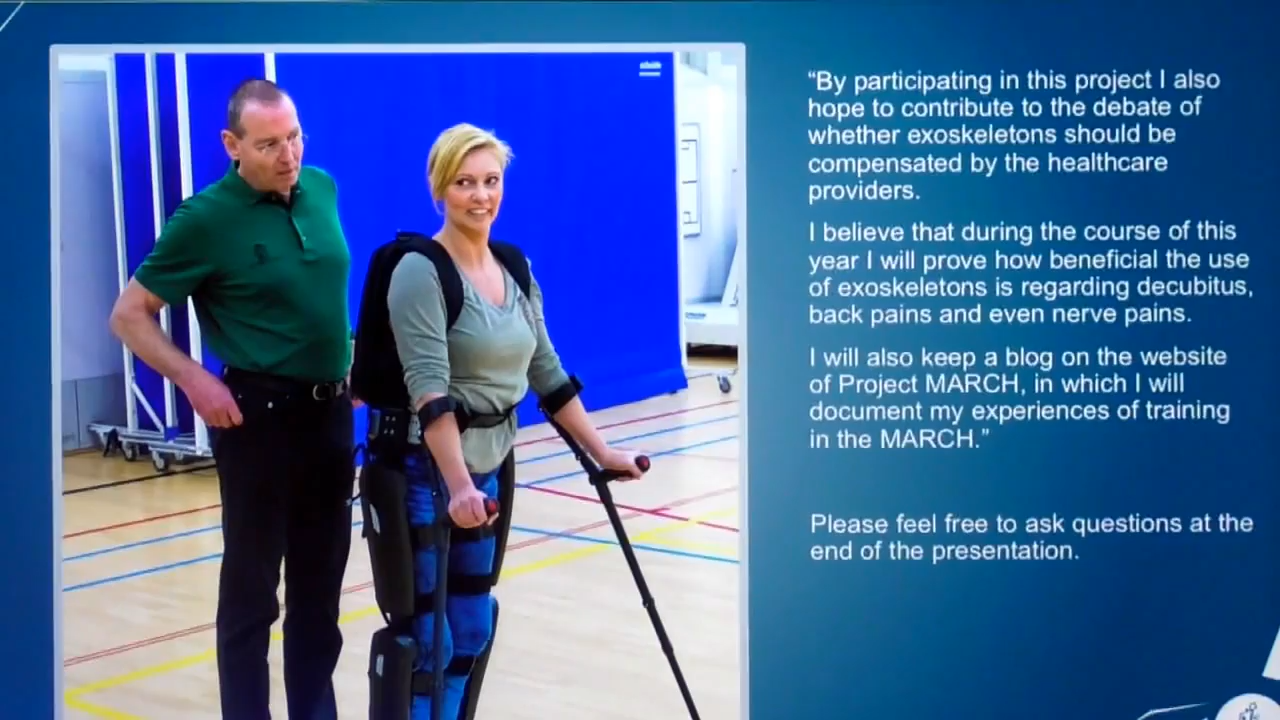 “By participating in this project I also
hope to contribute to the debate of
whether exoskeletons should be
compensated by the healthcare
providers.
I believe that during the course of this
year I will prove how beneficial the use
of exoskeletons is regarding decubitus,
back pains and even nerve pains.
I will also keep a blog on the website
of Project MARCH, in which I will
document my experiences of training
in the MARCH.”
Please feel free to ask questions at the
end of the presentation.